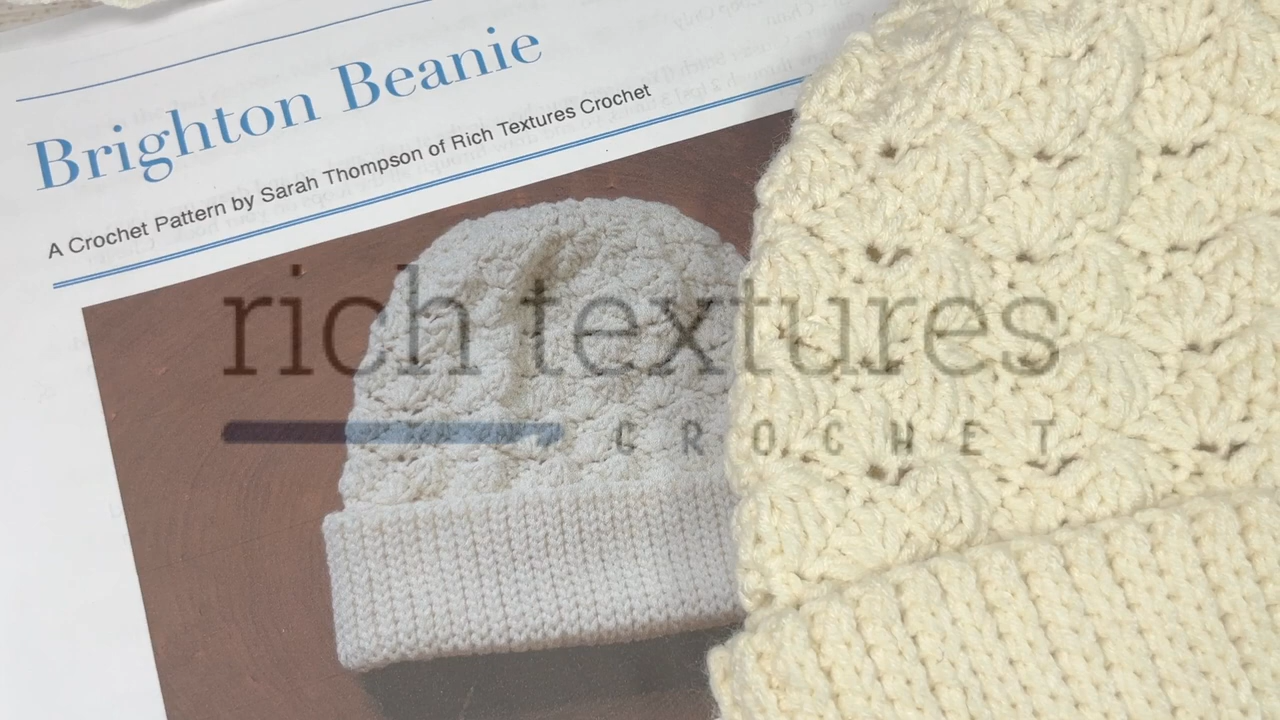 Brighton Beanie
A Crochet Pattern by Sarah Thompson of Rich Textures Crochet
rich textures
CROCHET